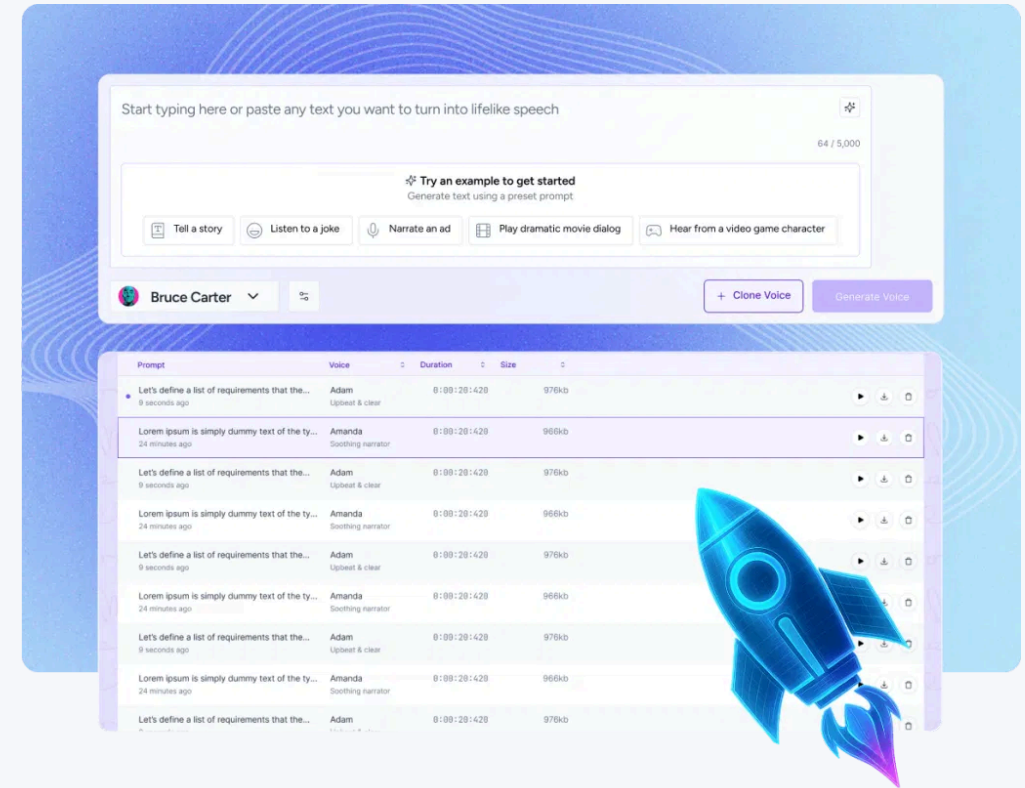 Start typing here or paste any text you want to turn into lifelike speech
64 / 5,000
Try an example to get started
Generate text using a preset prompt
Tell a story Listen to a joke Narrate an ad Play dramatic movie dialog Hear from a video game character
Bruce Carter + Clone Voice Generate Voice
Prompt Voice Duration Size
Let's define a list of requirements that the... Adam 0:00:20:420 976kb
9 seconds ago Upbeat & clear
Lorem ipsum is simply dummy text of the ty... Amanda 0:00:20:420 966kb
24 minutes ago Soothing narrator
Let's define a list of requirements that the... Adam 0:00:20:420 976kb
9 seconds ago Upbeat & clear
Lorem ipsum is simply dummy text of the ty... Amanda 0:00:20:420 966kb
24 minutes ago Soothing narrator
Let's define a list of requirements that the... Adam 0:00:20:420 976kb
9 seconds ago Upbeat & clear
Lorem ipsum is simply dummy text of the ty... Amanda 0:00:20:420 966kb
24 minutes ago Soothing narrator
Let's define a list of requirements that the... Adam 0:00:20:420 976kb
9 seconds ago Upbeat & clear
Lorem ipsum is simply dummy text of the ty... Amanda 0:00:20:420 966kb
24 minutes ago Soothing narrator
Let's define a list of requirements that the... Adam 0:00:20:420 976kb